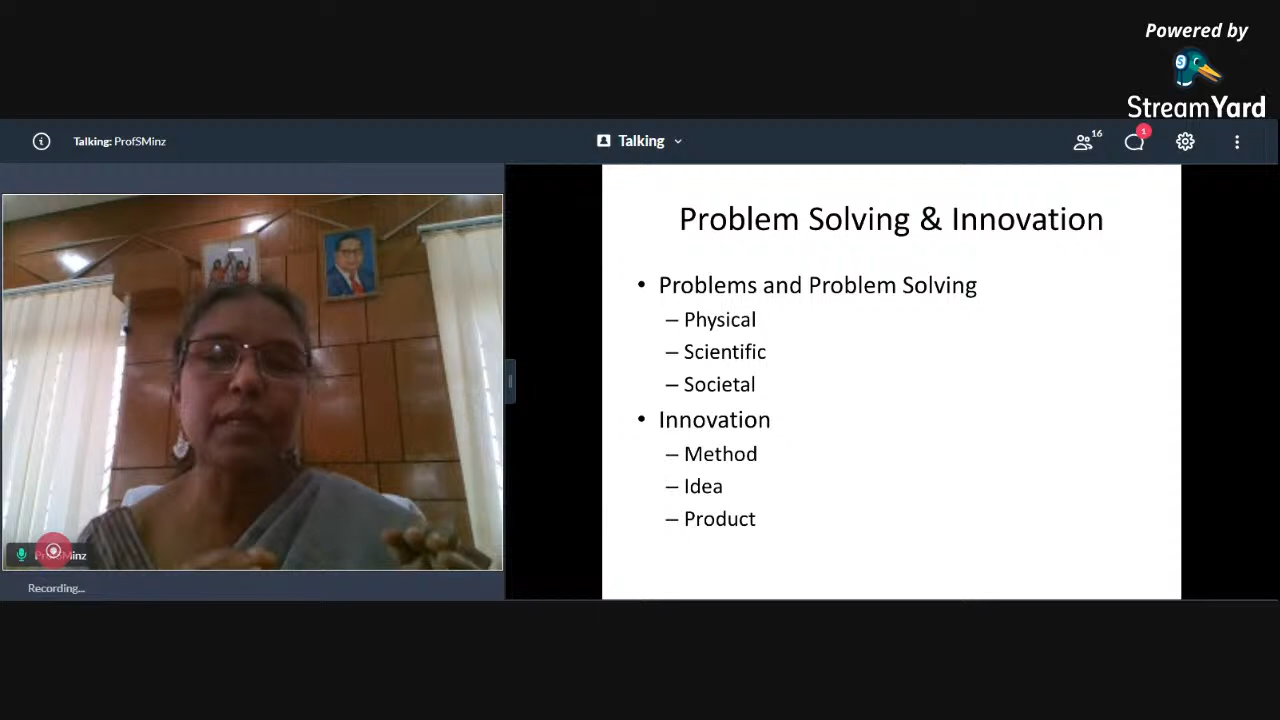 Powered by
StreamYard
Talking: ProfSMinz
Talking
16
1
Problem Solving & Innovation
• Problems and Problem Solving
– Physical
– Scientific
– Societal
• Innovation
– Method
– Idea
– Product
Recording...